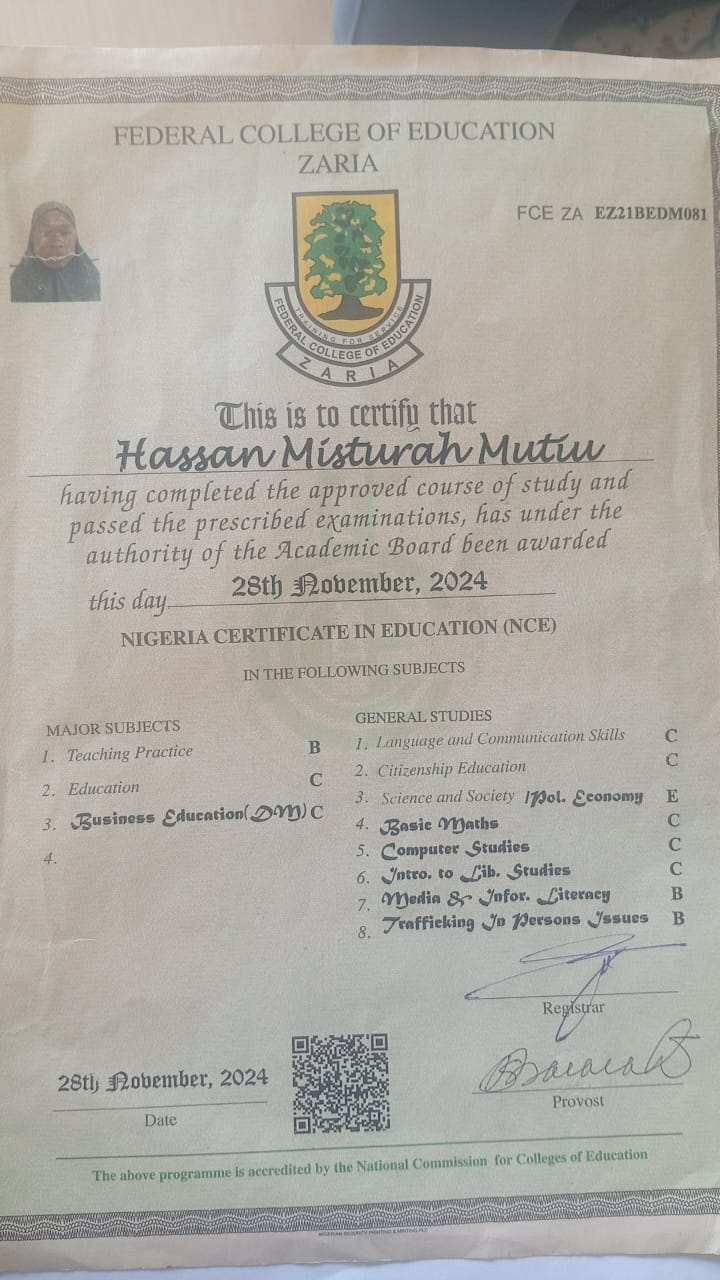 FEDERAL COLLEGE OF EDUCATION
ZARIA
FCE ZA EZ21BEDM081
TRAINING FOR SERVICE
FEDERAL COLLEGE OF EDUCATION
ZARIA
This is to certify that
Hassan Misturah Mutiu
having completed the approved course of study and
passed the prescribed examinations, has under the
authority of the Academic Board been awarded
this day 28th November, 2024
NIGERIA CERTIFICATE IN EDUCATION (NCE)
IN THE FOLLOWING SUBJECTS
MAJOR SUBJECTS
1. Teaching Practice B
2. Education C
3. Business Education(DM) C
4.
GENERAL STUDIES
1. Language and Communication Skills C
2. Citizenship Education C
3. Science and Society /Pol. Economy E
4. Basic Maths C
5. Computer Studies C
6. Intro. to Lib. Studies C
7. Media & Infor. Literacy B
8. Trafficking In Persons Issues B
Registrar
28th November, 2024
Date
Provost
The above programme is accredited by the National Commission for Colleges of Education
NIGERIAN SECURITY PRINTING & MINTING PLC